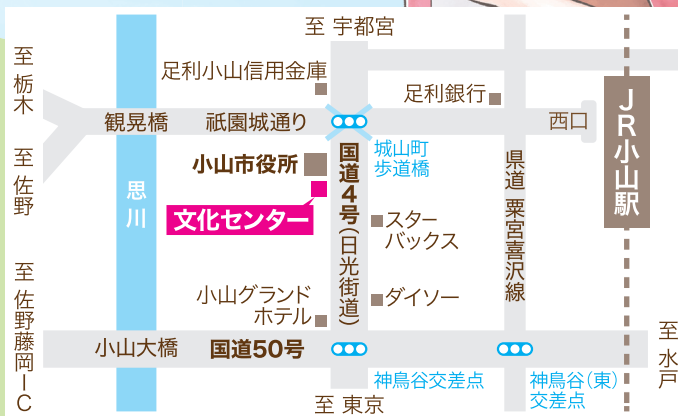 至 宇都宮
至 栃木
足利小山信用金庫
足利銀行
JR小山駅
観晃橋
祇園城通り
西口
城山町
歩道橋
至 佐野
小山市役所
国道4号(日光街道)
県道 粟宮喜沢線
思川
文化センター
スター
バックス
至 佐野藤岡IC
小山グランド
ホテル
ダイソー
至 水戸
小山大橋
国道50号
神鳥谷交差点
神鳥谷(東)
交差点
至 東京